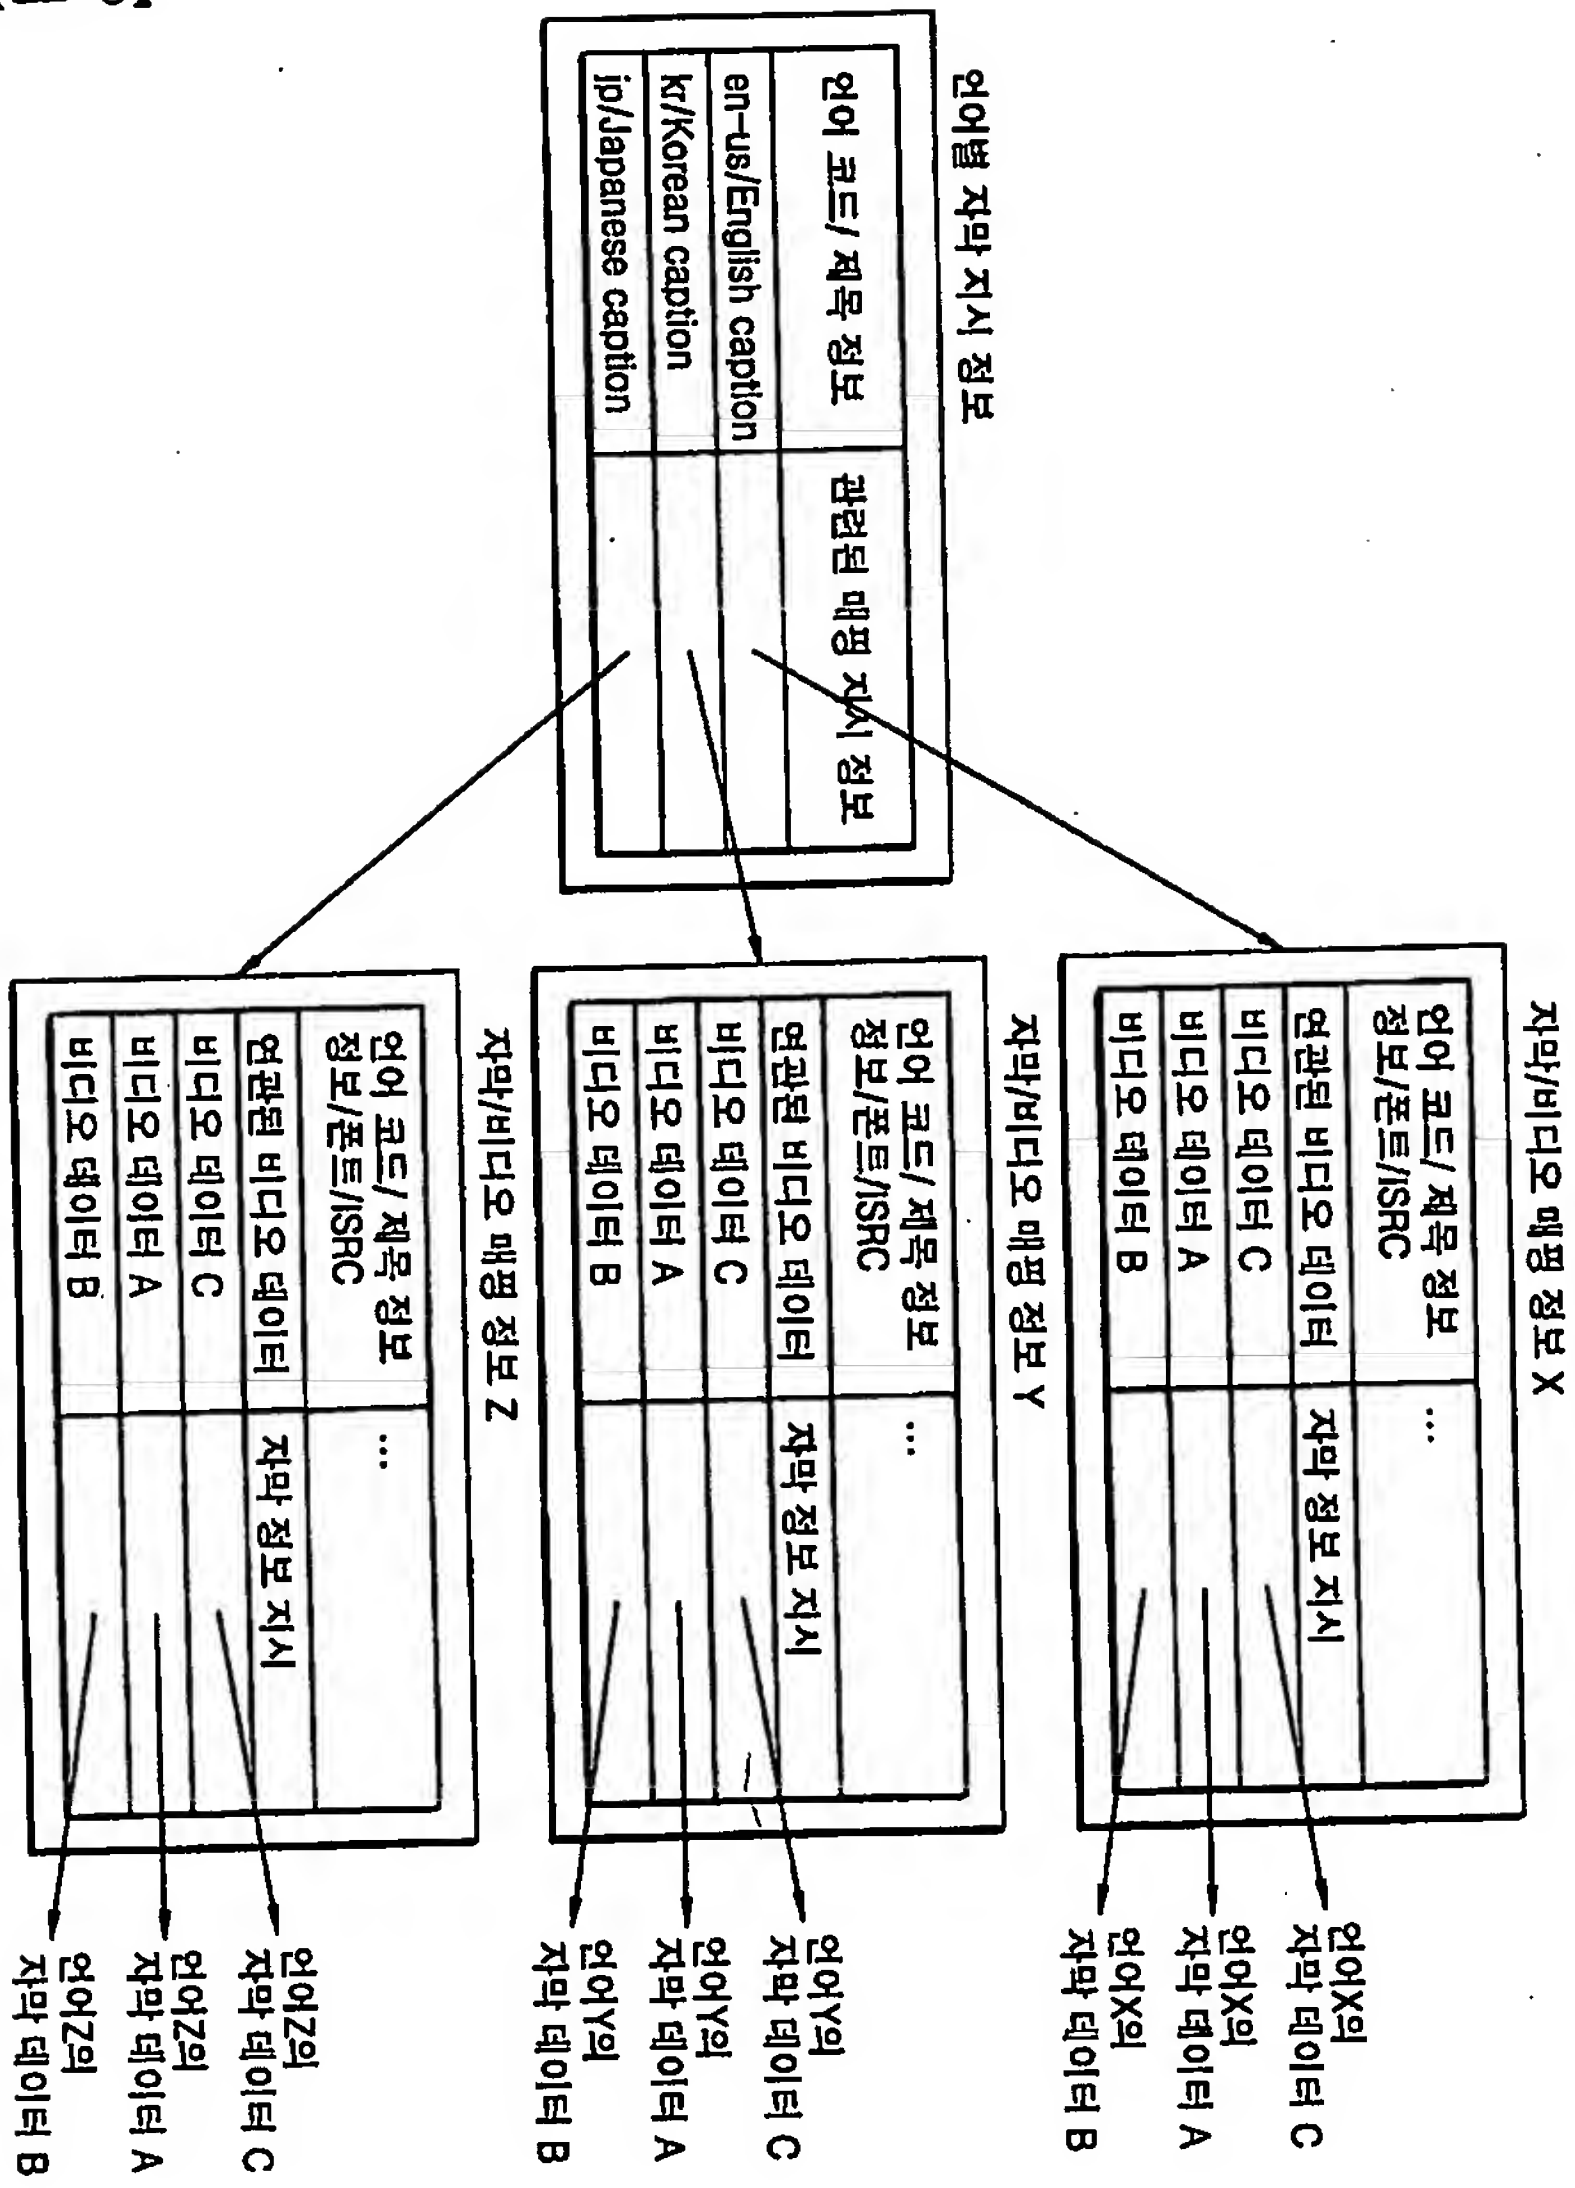 언어별 자막 지시 정보
언어 코드/ 제목 정보
관련된 매핑 지시 정보
en-us/English caption
kr/Korean caption
jp/Japanese caption
자막/비디오 매핑 정보 X
언어 코드/ 제목 정보
정보/폰트/ISRC
...
연관된 비디오 데이터
자막 정보 지시
비디오 데이터 C
비디오 데이터 A
비디오 데이터 B
언어X의
자막 데이터 C
언어X의
자막 데이터 A
언어X의
자막 데이터 B
자막/비디오 매핑 정보 Y
언어 코드/ 제목 정보
정보/폰트/ISRC
...
연관된 비디오 데이터
자막 정보 지시
비디오 데이터 C
비디오 데이터 A
비디오 데이터 B
언어Y의
자막 데이터 C
언어Y의
자막 데이터 A
언어Y의
자막 데이터 B
자막/비디오 매핑 정보 Z
언어 코드/ 제목 정보
정보/폰트/ISRC
...
연관된 비디오 데이터
자막 정보 지시
비디오 데이터 C
비디오 데이터 A
비디오 데이터 B
언어Z의
자막 데이터 C
언어Z의
자막 데이터 A
언어Z의
자막 데이터 B